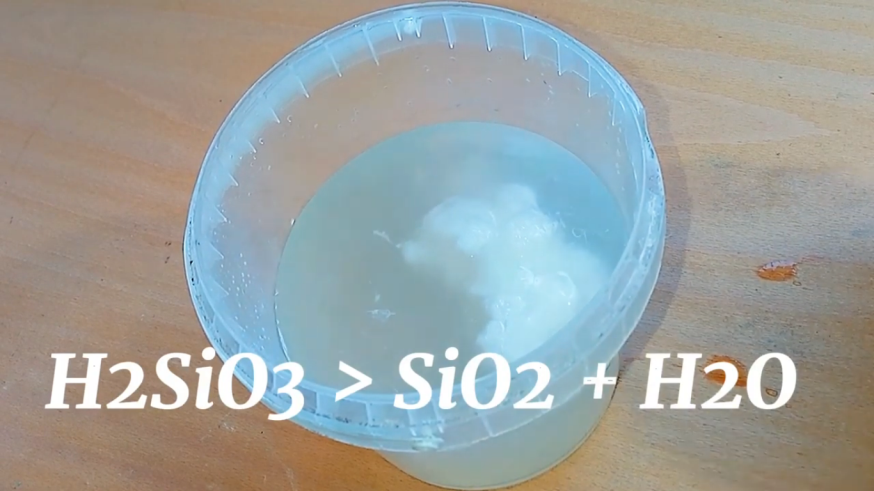 H2SiO3 > SiO2 + H2O